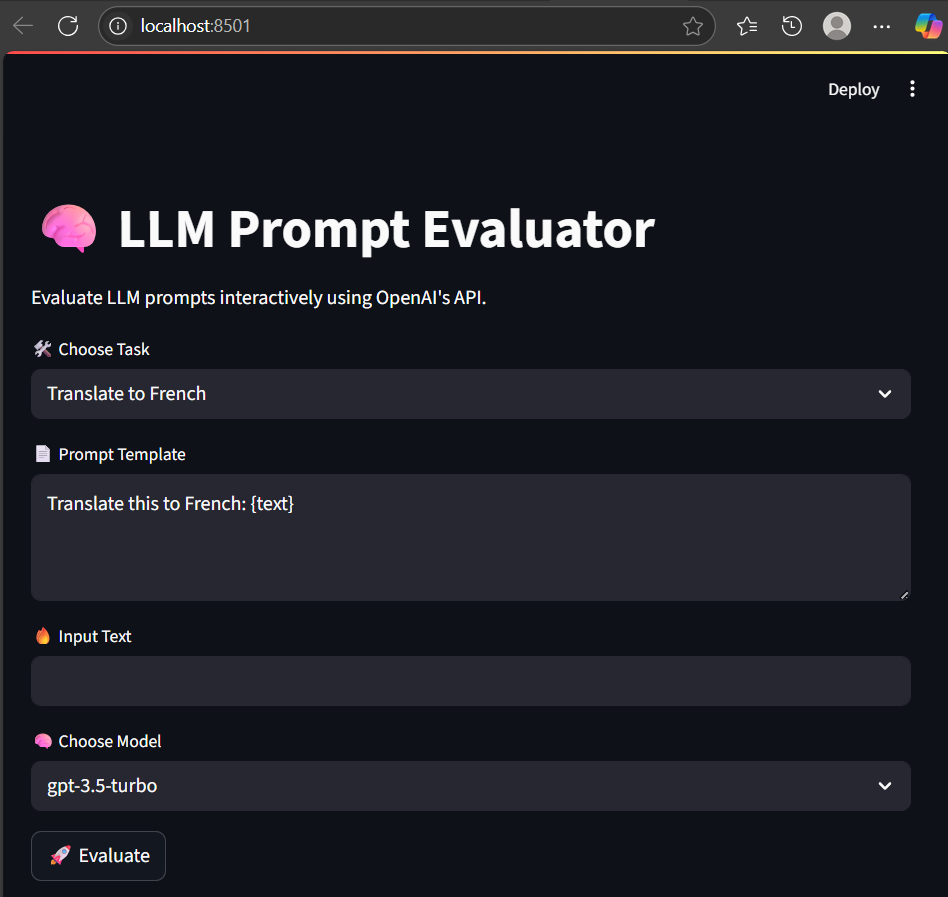 localhost:8501
Deploy
LLM Prompt Evaluator
Evaluate LLM prompts interactively using OpenAI's API.
Choose Task
Translate to French
Prompt Template
Translate this to French: {text}
Input Text
Choose Model
gpt-3.5-turbo
Evaluate